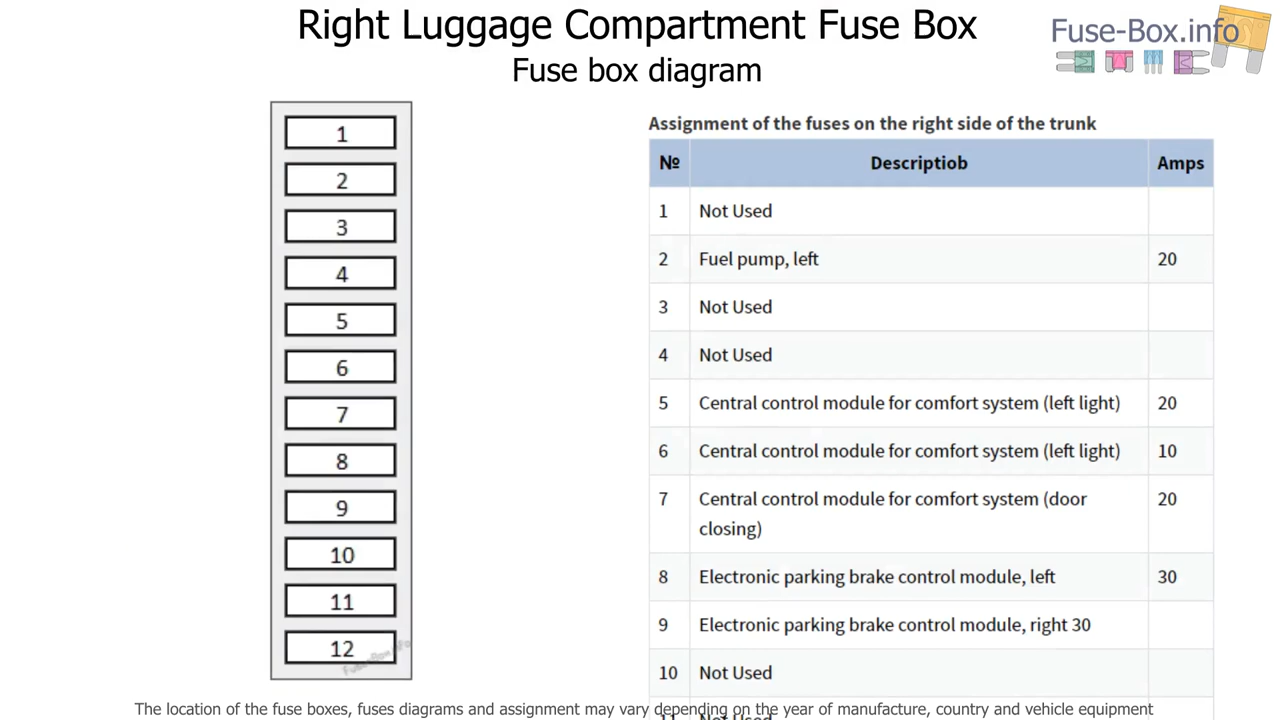 Right Luggage Compartment Fuse Box
Fuse box diagram
Fuse-Box.info
1
2
3
4
5
6
7
8
9
10
11
12
Fuse-Box.info
Assignment of the fuses on the right side of the trunk
№ Descriptiob Amps
1 Not Used
2 Fuel pump, left 20
3 Not Used
4 Not Used
5 Central control module for comfort system (left light) 20
6 Central control module for comfort system (left light) 10
7 Central control module for comfort system (door 20
closing)
8 Electronic parking brake control module, left 30
9 Electronic parking brake control module, right 30
10 Not Used
11 Not Used
The location of the fuse boxes, fuses diagrams and assignment may vary depending on the year of manufacture, country and vehicle equipment